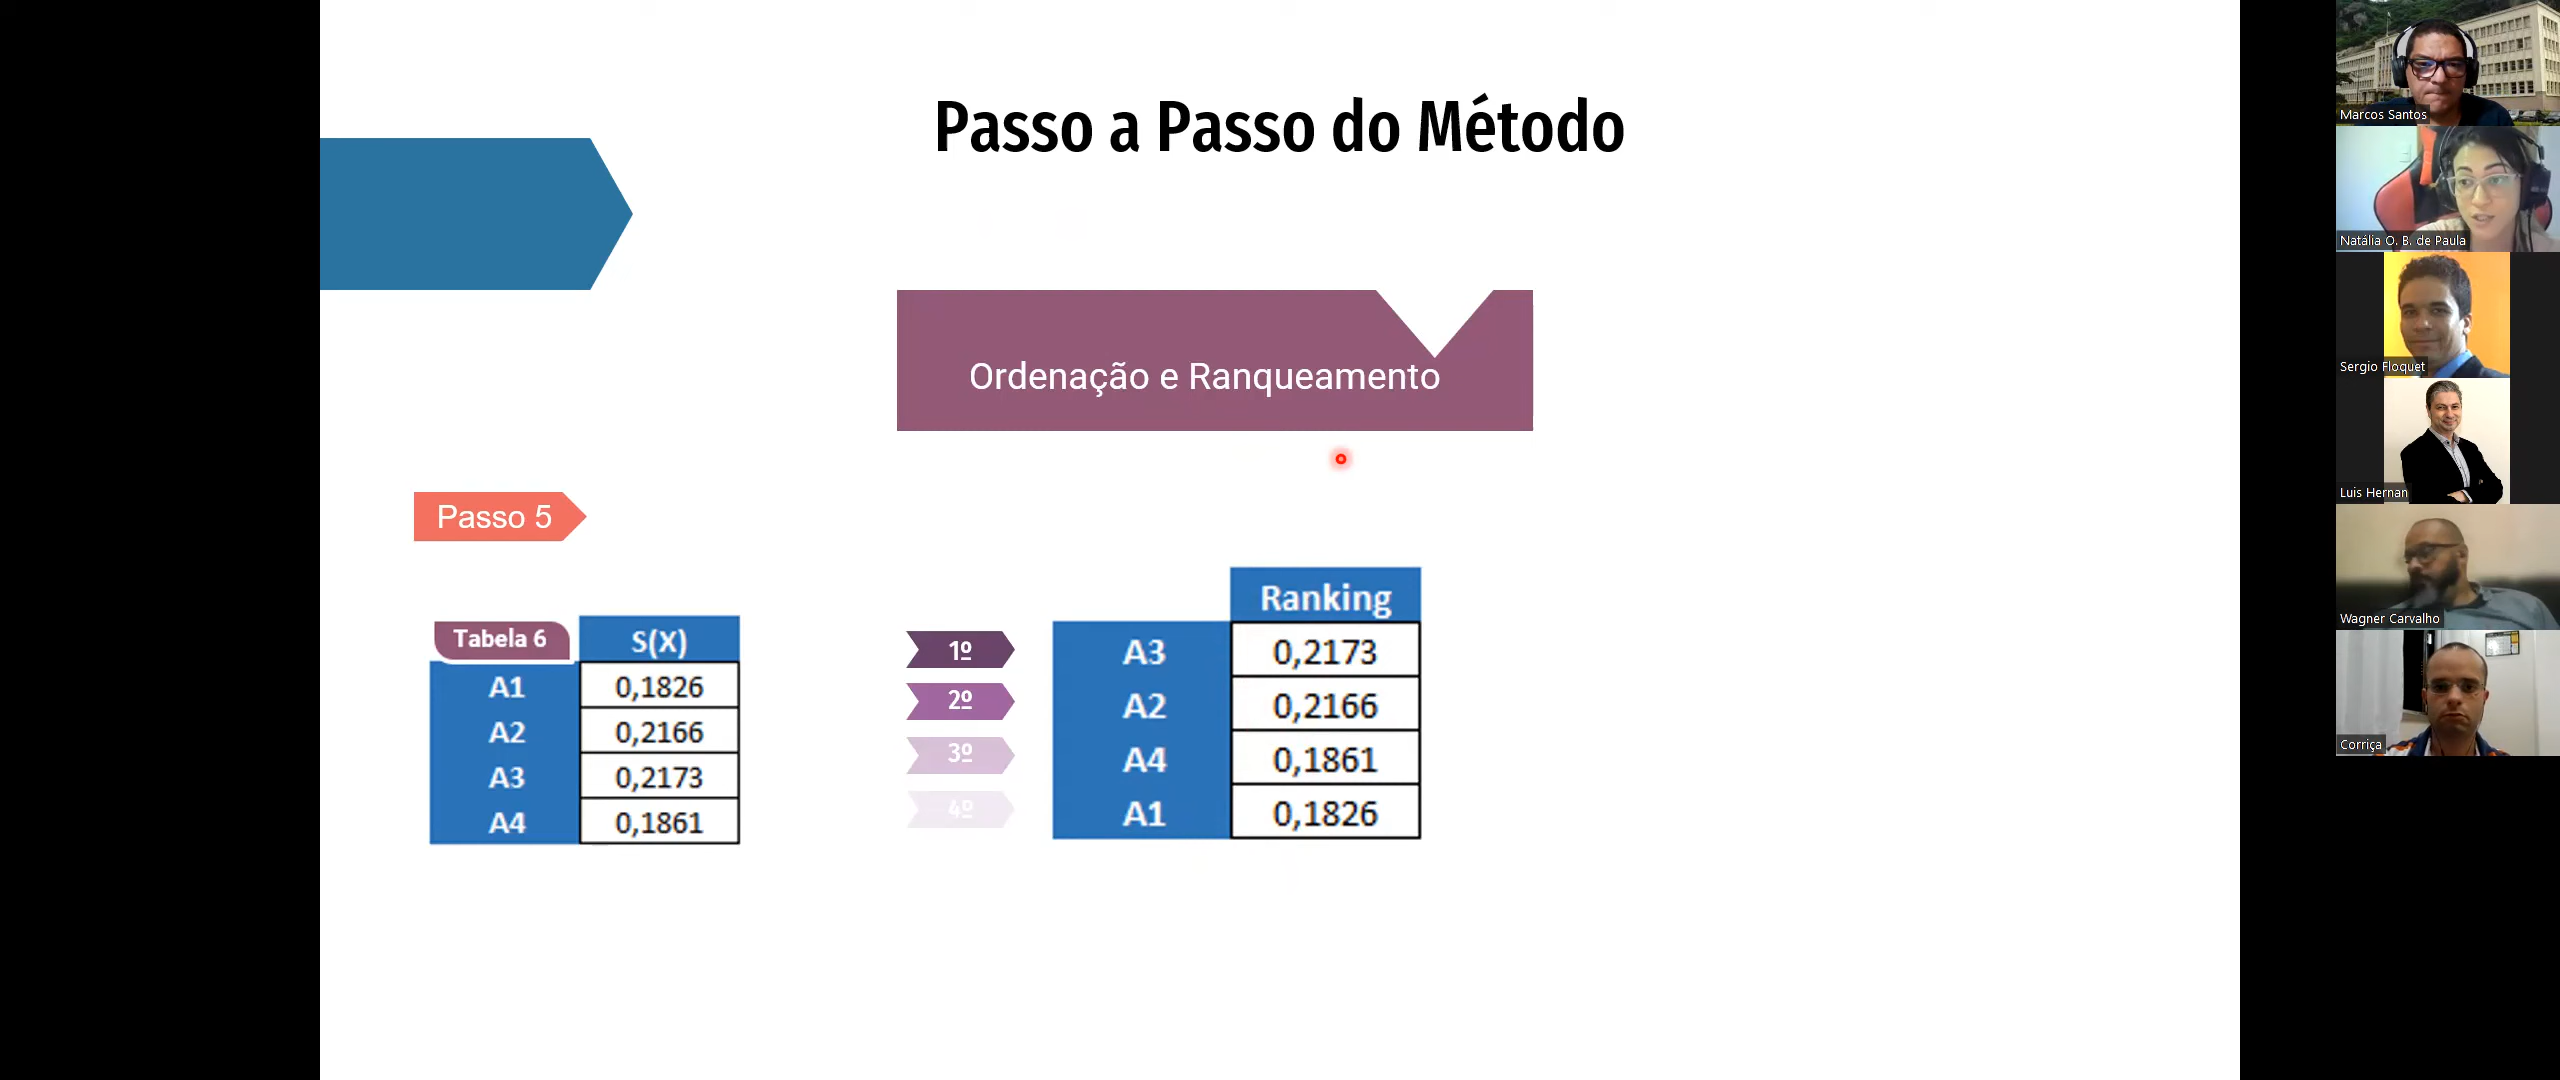 Passo a Passo do Método
Ordenação e Ranqueamento
Passo 5
Tabela 6 S(X)
A1 0,1826
A2 0,2166
A3 0,2173
A4 0,1861
Ranking
1º A3 0,2173
2º A2 0,2166
3º A4 0,1861
4º A1 0,1826
Marcos Santos
Natália O. B. de Paula
Sergio Floquet
Luis Hernan
Wagner Carvalho
Corriça